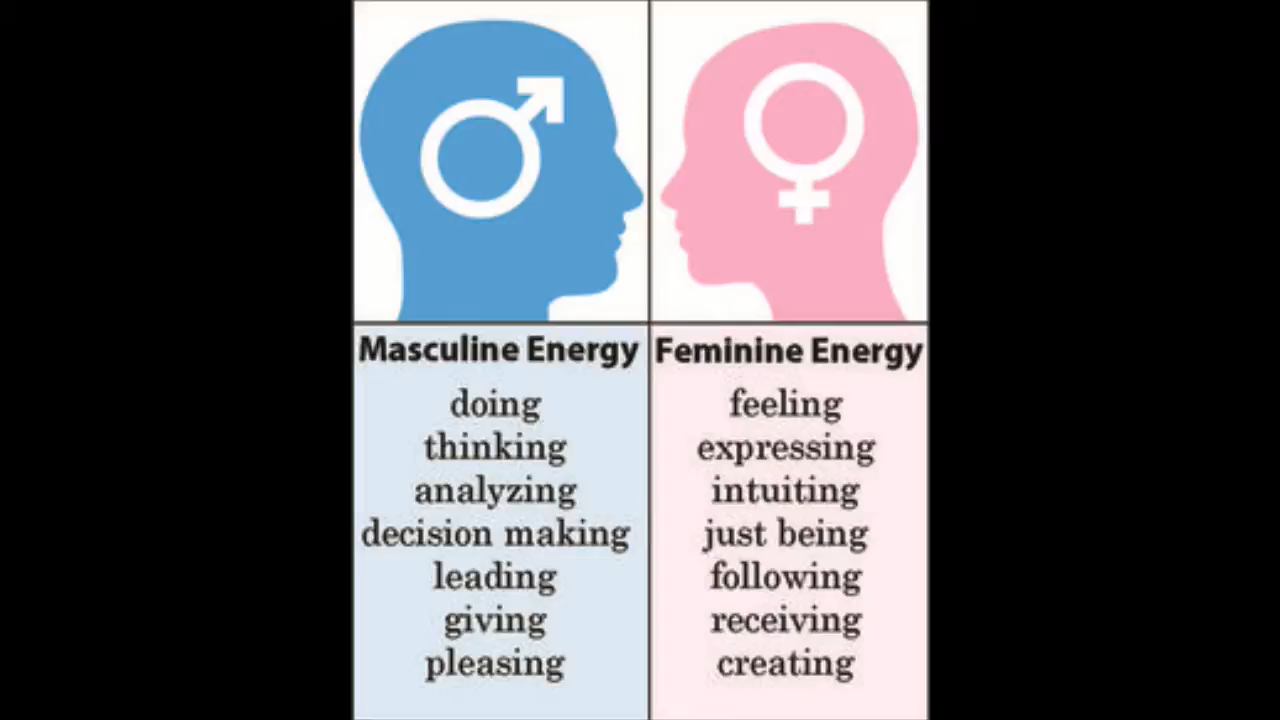 Masculine Energy
doing
thinking
analyzing
decision making
leading
giving
pleasing
Feminine Energy
feeling
expressing
intuiting
just being
following
receiving
creating